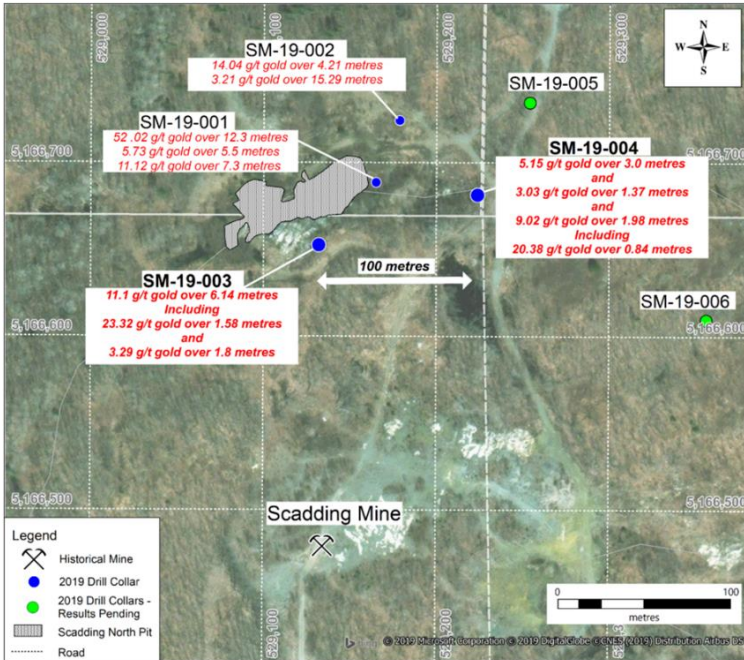 529,000
529,200
529,300
N
W E
S
SM-19-002
14.04 g/t gold over 4.21 metres
3.21 g/t gold over 15.29 metres
SM-19-005
SM-19-001
52 .02 g/t gold over 12.3 metres
5.73 g/t gold over 5.5 metres
11.12 g/t gold over 7.3 metres
5,166,700
5,166,700
SM-19-004
5.15 g/t gold over 3.0 metres
and
3.03 g/t gold over 1.37 metres
and
9.02 g/t gold over 1.98 metres
Including
20.38 g/t gold over 0.84 metres
100 metres
SM-19-003
11.1 g/t gold over 6.14 metres
Including
23.32 g/t gold over 1.58 metres
and
3.29 g/t gold over 1.8 metres
SM-19-006
5,166,600
5,166,600
5,166,500
5,166,500
Scadding Mine
Legend
Historical Mine
2019 Drill Collar
2019 Drill Collars -
Results Pending
Scadding North Pit
Road
529,100
529,200
0 100
metres
© 2019 Microsoft Corporation © 2019 DigitalGlobe ©CNES (2019) Distribution Airbus DS